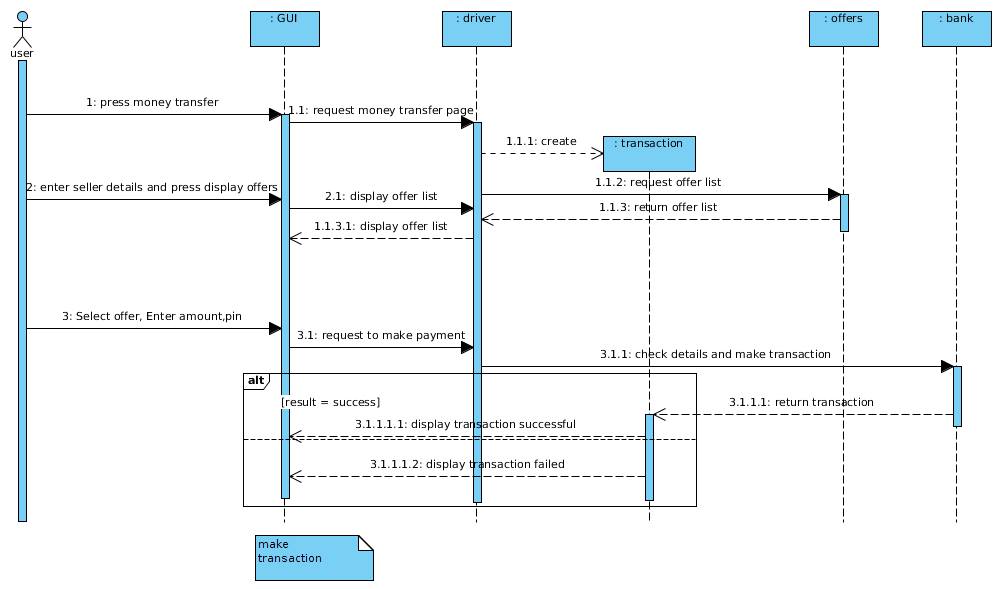 : GUI
: driver
: offers
: bank
user
1: press money transfer
1.1: request money transfer page
1.1.1: create
: transaction
2: enter seller details and press display offers
2.1: display offer list
1.1.2: request offer list
1.1.3: return offer list
1.1.3.1: display offer list
3: Select offer, Enter amount,pin
3.1: request to make payment
3.1.1: check details and make transaction
alt
[result = success]
3.1.1.1: return transaction
3.1.1.1.1: display transaction successful
3.1.1.1.2: display transaction failed
make
transaction